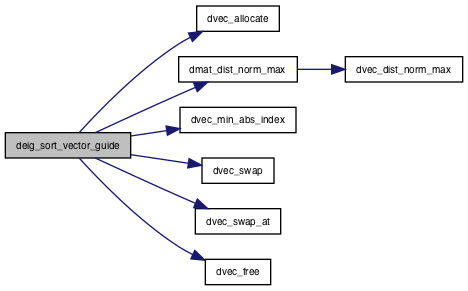 dvec_allocate
dmat_dist_norm_max
dvec_dist_norm_max
dvec_min_abs_index
deig_sort_vector_guide
dvec_swap
dvec_swap_at
dvec_free